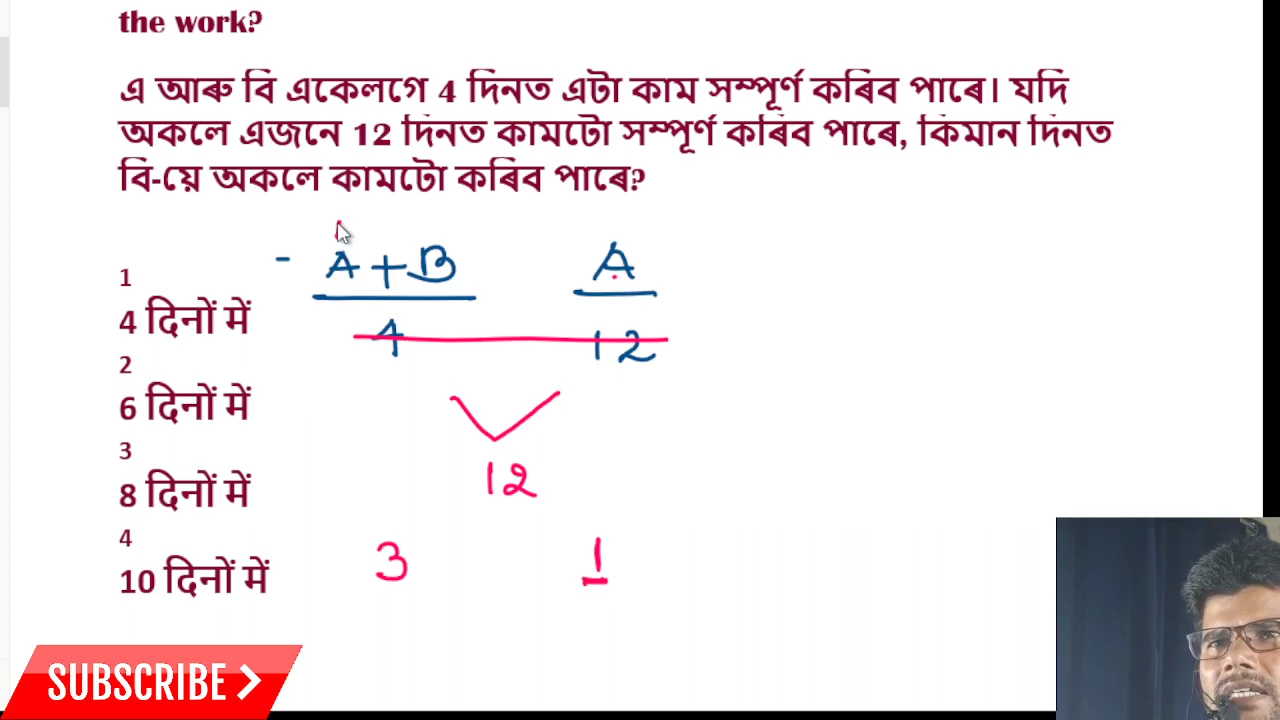 the work?
এ আৰু বি একেলগে 4 দিনত এটা কাম সম্পূৰ্ণ কৰিব পাৰে। যদি
অকলে এজনে 12 দিনত কামটো সম্পূৰ্ণ কৰিব পাৰে, কিমান দিনত
বি-য়ে অকলে কামটো কৰিব পাৰে?
- A + B A
1
4 दिनों में 4 12
2
6 दिनों में
3
8 दिनों में 12
4
10 दिनों में 3 1
SUBSCRIBE